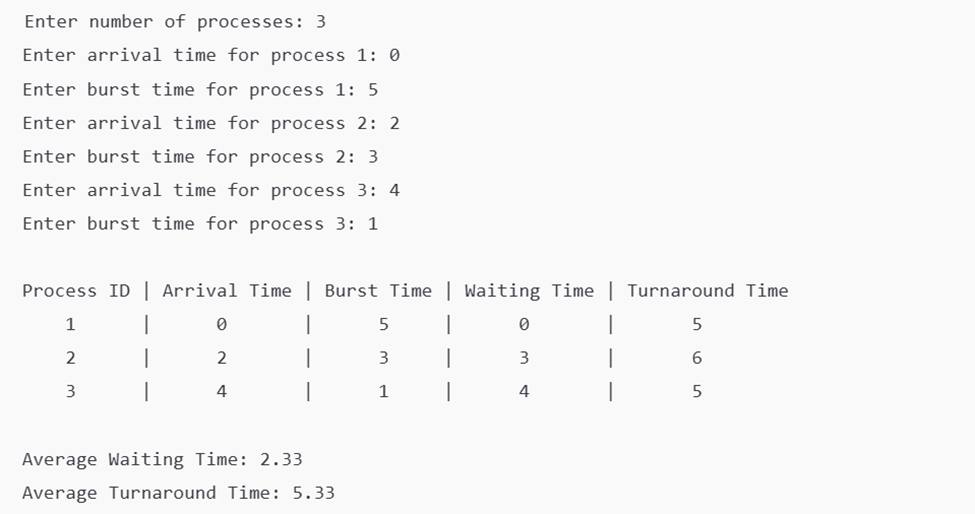 Enter number of processes: 3
Enter arrival time for process 1: 0
Enter burst time for process 1: 5
Enter arrival time for process 2: 2
Enter burst time for process 2: 3
Enter arrival time for process 3: 4
Enter burst time for process 3: 1
Process ID | Arrival Time | Burst Time | Waiting Time | Turnaround Time
1 | 0 | 5 | 0 | 5
2 | 2 | 3 | 3 | 6
3 | 4 | 1 | 4 | 5
Average Waiting Time: 2.33
Average Turnaround Time: 5.33